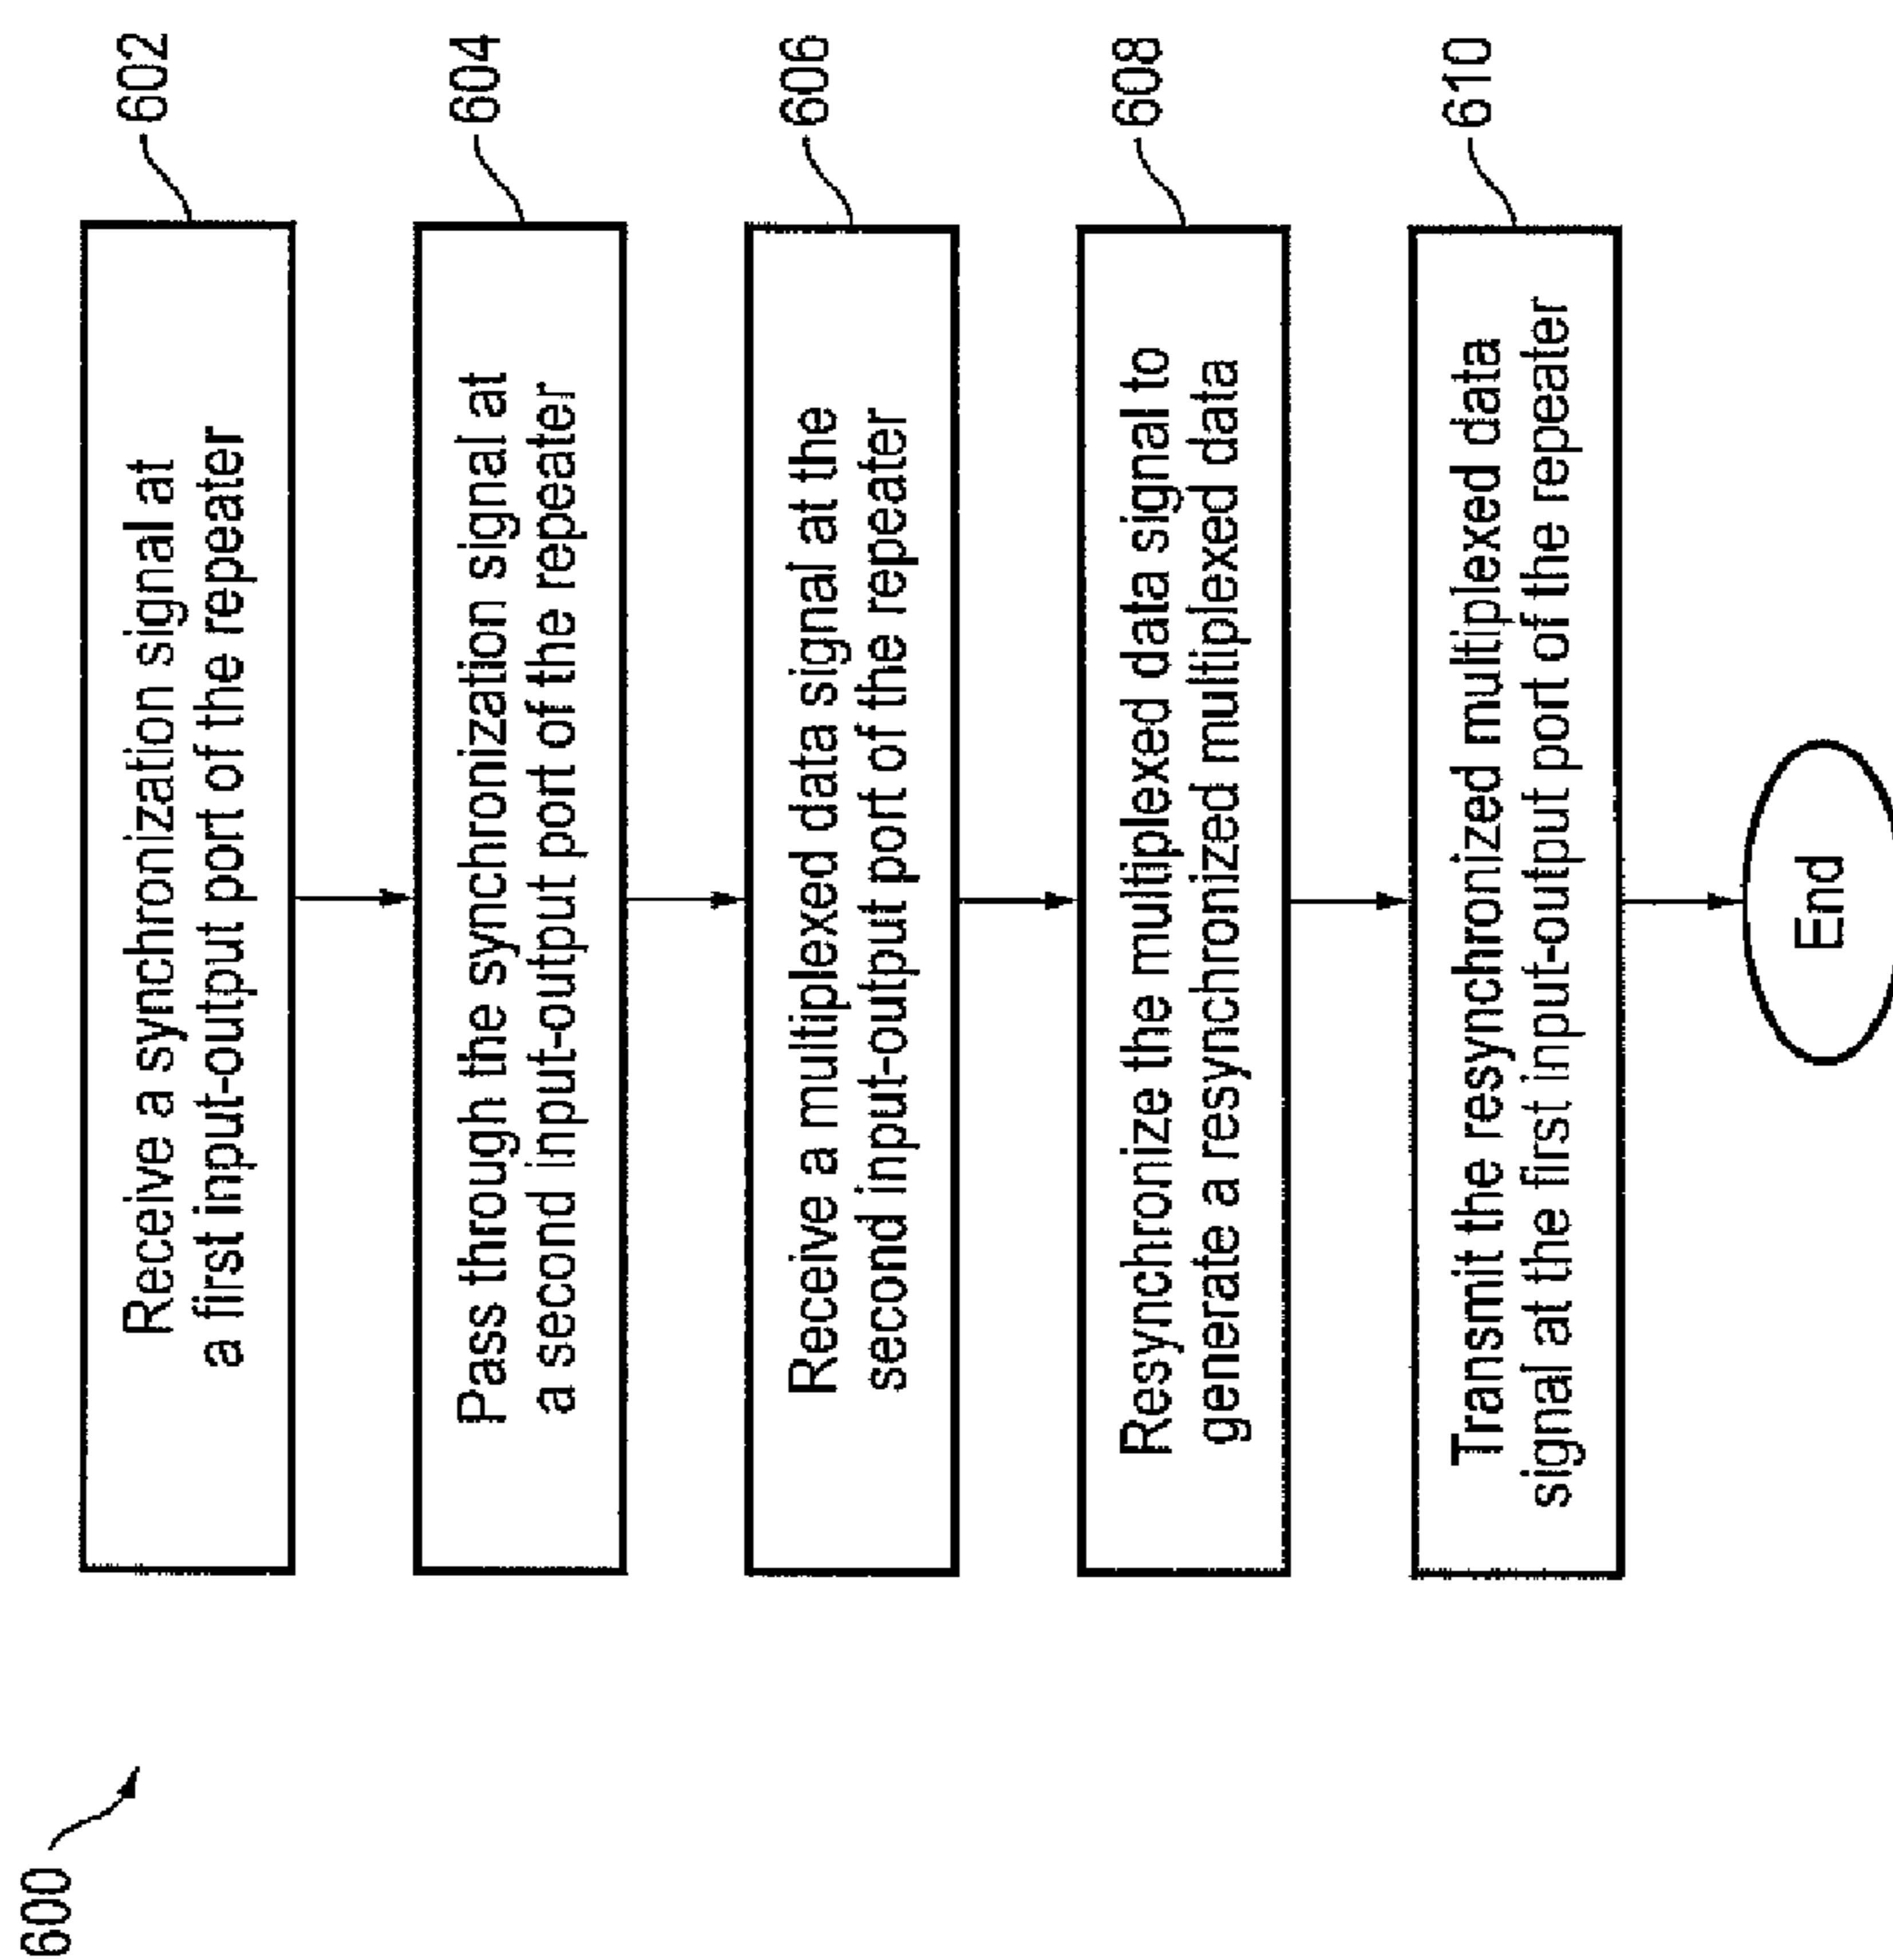 600
602
Receive a synchronization signal at
a first input-output port of the repeater
604
Pass through the synchronization signal at
a second input-output port of the repeater
606
Receive a multiplexed data signal at the
second input-output port of the repeater
608
Resynchronize the multiplexed data signal to
generate a resynchronized multiplexed data
610
Transmit the resynchronized multiplexed data
signal at the first input-output port of the repeater
End